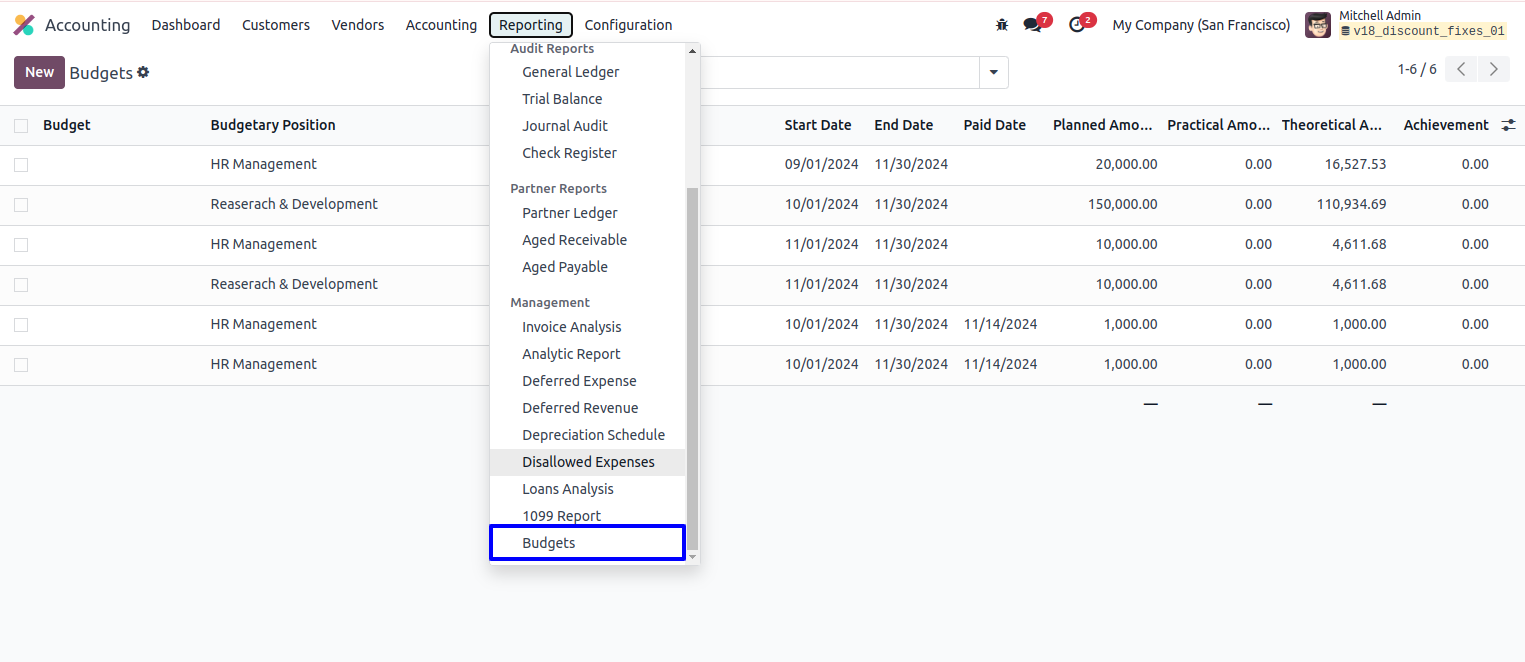 Accounting Dashboard Customers Vendors Accounting Reporting Configuration 7 2 My Company (San Francisco) Mitchell Admin
v18_discount_fixes_01
New Budgets 1-6 / 6
Audit Reports
General Ledger
Trial Balance
Journal Audit
Check Register
Partner Reports
Partner Ledger
Aged Receivable
Aged Payable
Management
Invoice Analysis
Analytic Report
Deferred Expense
Deferred Revenue
Depreciation Schedule
Disallowed Expenses
Loans Analysis
1099 Report
Budgets
Budget Budgetary Position Start Date End Date Paid Date Planned Amo... Practical Amo... Theoretical A... Achievement
HR Management 09/01/2024 11/30/2024 20,000.00 0.00 16,527.53 0.00
Reaserach & Development 10/01/2024 11/30/2024 150,000.00 0.00 110,934.69 0.00
HR Management 11/01/2024 11/30/2024 10,000.00 0.00 4,611.68 0.00
Reaserach & Development 11/01/2024 11/30/2024 10,000.00 0.00 4,611.68 0.00
HR Management 10/01/2024 11/30/2024 11/14/2024 1,000.00 0.00 1,000.00 0.00
HR Management 10/01/2024 11/30/2024 11/14/2024 1,000.00 0.00 1,000.00 0.00
— — —